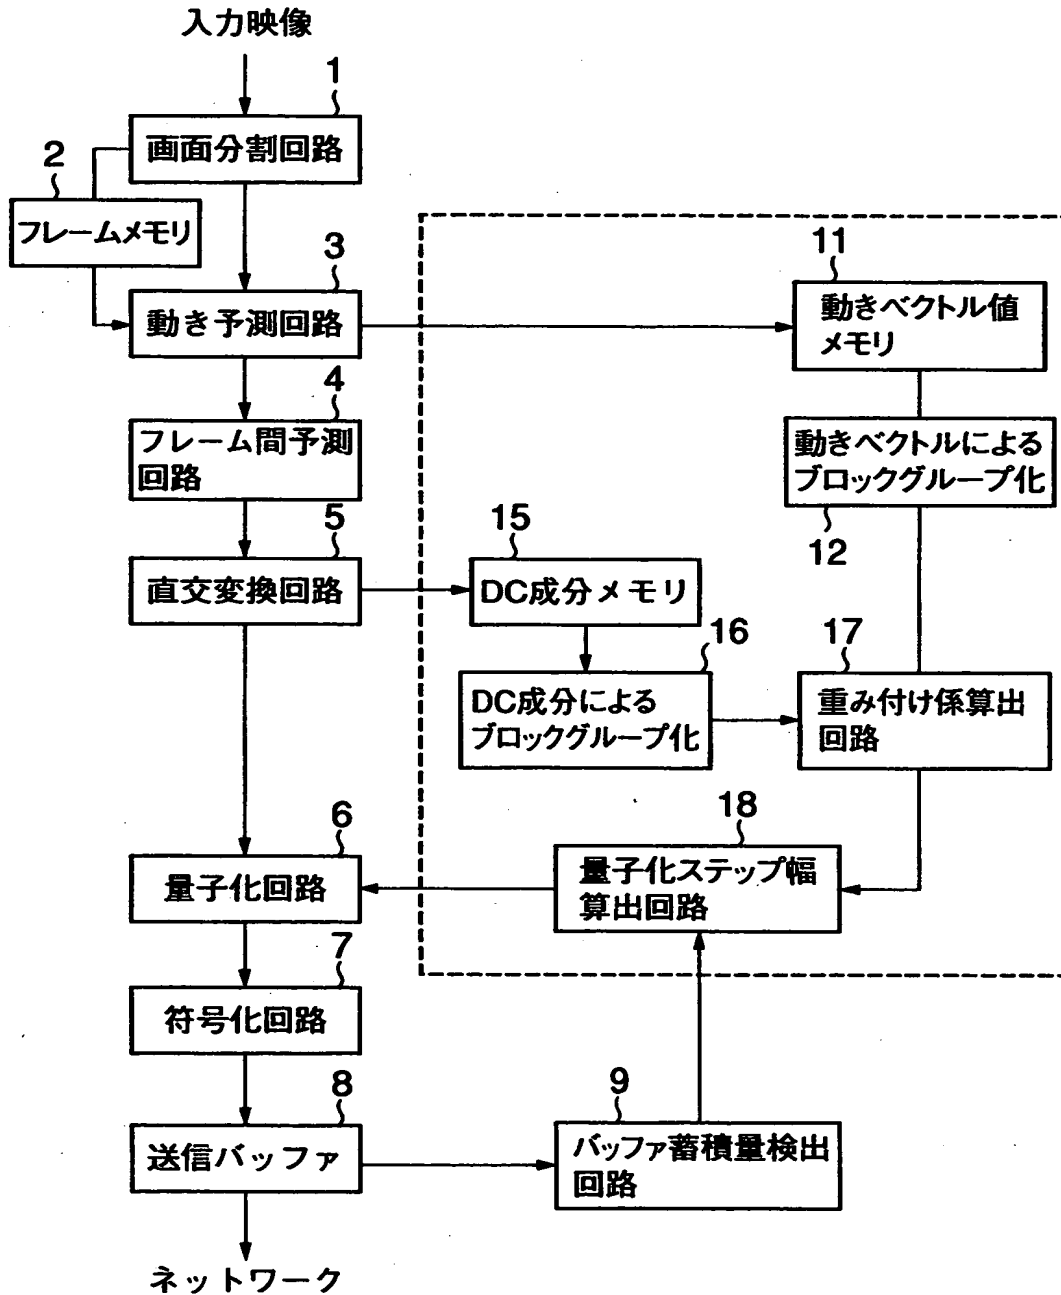 入力映像
1
画面分割回路
2
フレームメモリ
3
動き予測回路
11
動きベクトル値
メモリ
4
フレーム間予測
回路
動きベクトルによる
ブロックグループ化
12
5
直交変換回路
15
DC成分メモリ
16
DC成分による
ブロックグループ化
17
重み付け係算出
回路
6
量子化回路
18
量子化ステップ幅
算出回路
7
符号化回路
8
送信バッファ
9
バッファ蓄積量検出
回路
ネットワーク